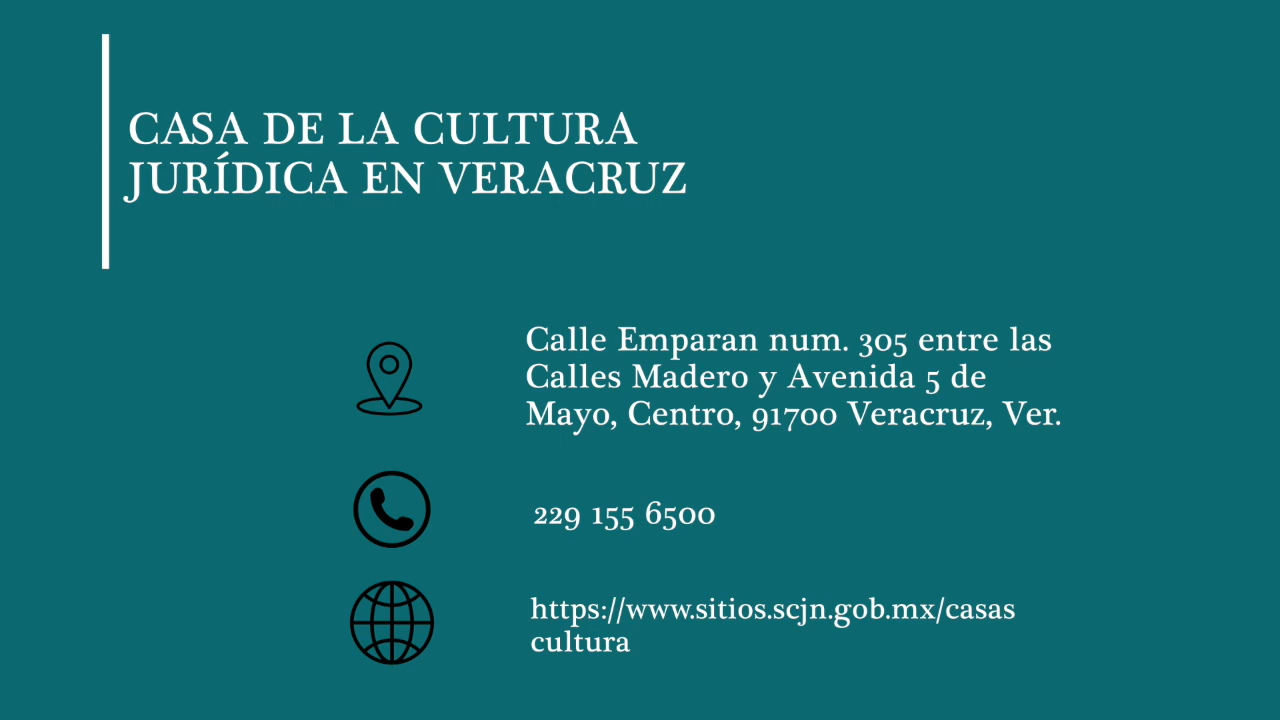 CASA DE LA CULTURA
JURÍDICA EN VERACRUZ
Calle Emparan num. 305 entre las
Calles Madero y Avenida 5 de
Mayo, Centro, 91700 Veracruz, Ver.
229 155 6500
https://www.sitios.scjn.gob.mx/casas
cultura